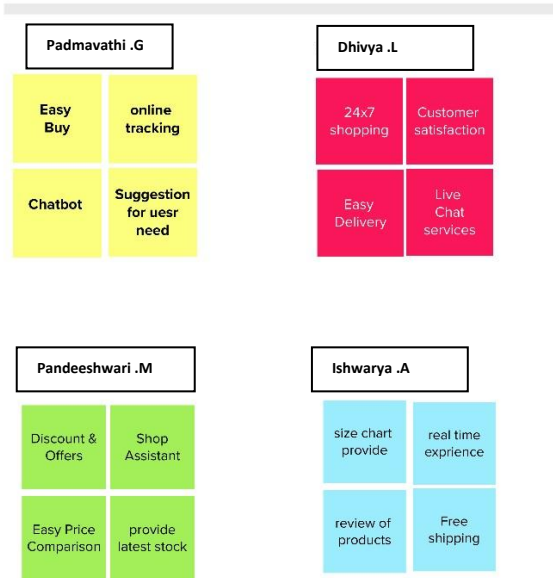 Padmavathi .G
Easy
Buy
online
tracking
Chatbot
Suggestion
for uesr
need
Dhivya .L
24x7
shopping
Customer
satisfaction
Easy
Delivery
Live
Chat
services
Pandeeshwari .M
Discount &
Offers
Shop
Assistant
Easy Price
Comparison
provide
latest stock
Ishwarya .A
size chart
provide
real time
exprience
review of
products
Free
shipping